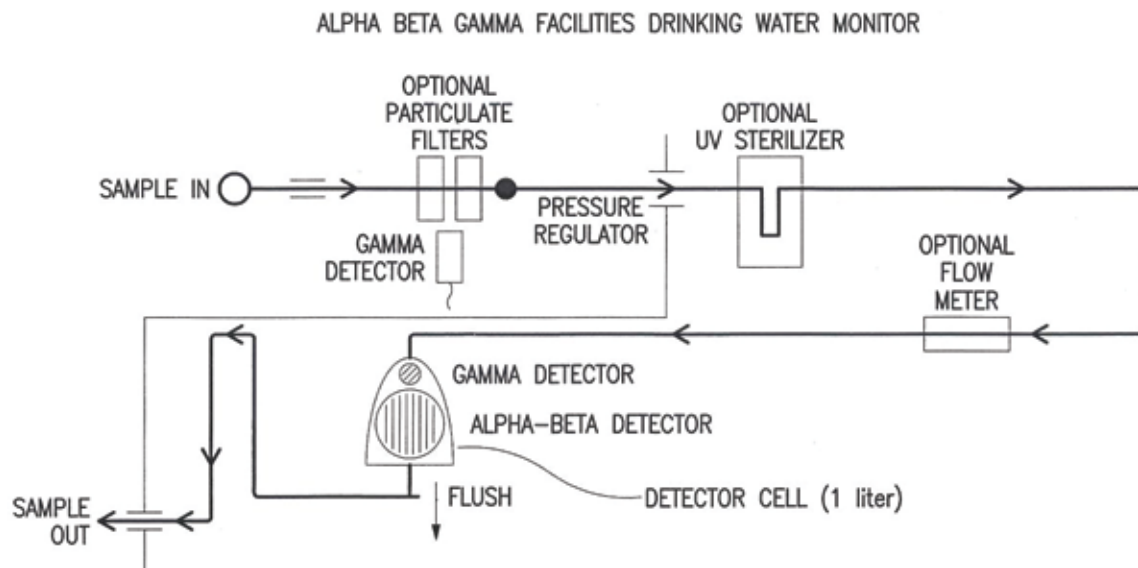 ALPHA BETA GAMMA FACILITIES DRINKING WATER MONITOR
OPTIONAL
PARTICULATE
FILTERS
OPTIONAL
UV STERILIZER
SAMPLE IN
PRESSURE
REGULATOR
GAMMA
DETECTOR
OPTIONAL
FLOW
METER
GAMMA DETECTOR
ALPHA–BETA DETECTOR
FLUSH
DETECTOR CELL (1 liter)
SAMPLE
OUT